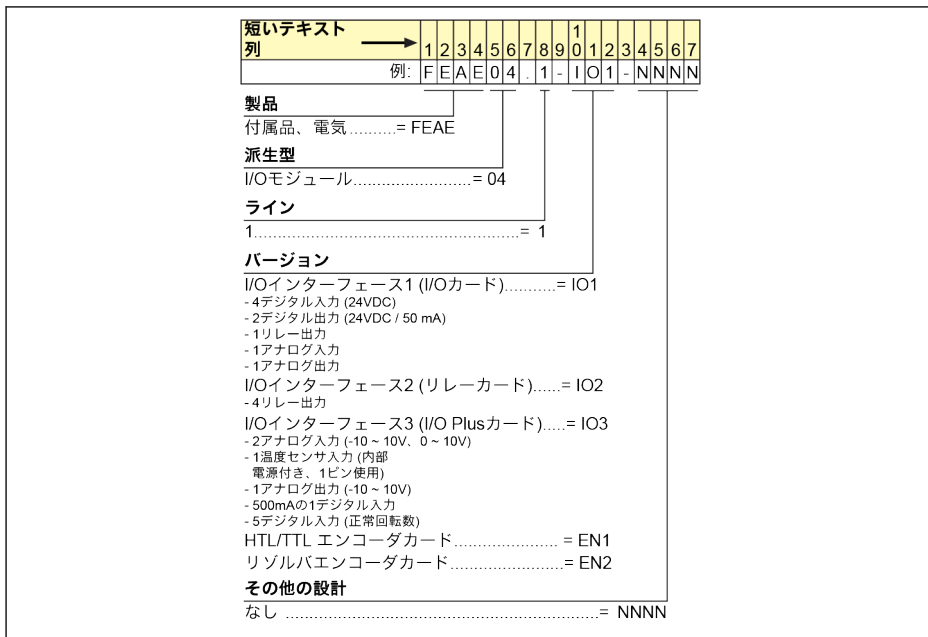 短いテキスト
列
1 2 3 4 5 6 7 8 9 10 1 2 3 4 5 6 7
例: F E A E 0 4 . 1 - I O 1 - N N N N
製品
付属品、電気..........= FEAE
派生型
I/Oモジュール..........................= 04
ライン
1.....................................................= 1
バージョン
I/Oインターフェース1 (I/Oカード)..........= IO1
- 4デジタル入力 (24VDC)
- 2デジタル出力 (24VDC / 50 mA)
- 1リレー出力
- 1アナログ入力
- 1アナログ出力
I/Oインターフェース2 (リレーカード)......= IO2
- 4リレー出力
I/Oインターフェース3 (I/O Plusカード).....= IO3
- 2アナログ入力 (-10 ~ 10V、0 ~ 10V)
- 1温度センサ入力 (内部
電源付き、1ピン使用)
- 1アナログ出力 (-10 ~ 10V)
- 500mAの1デジタル入力
- 5デジタル入力 (正常回転数)
HTL/TTL エンコーダカード...................... = EN1
リゾルバエンコーダカード........................= EN2
その他の設計
なし ...............................................................= NNNN